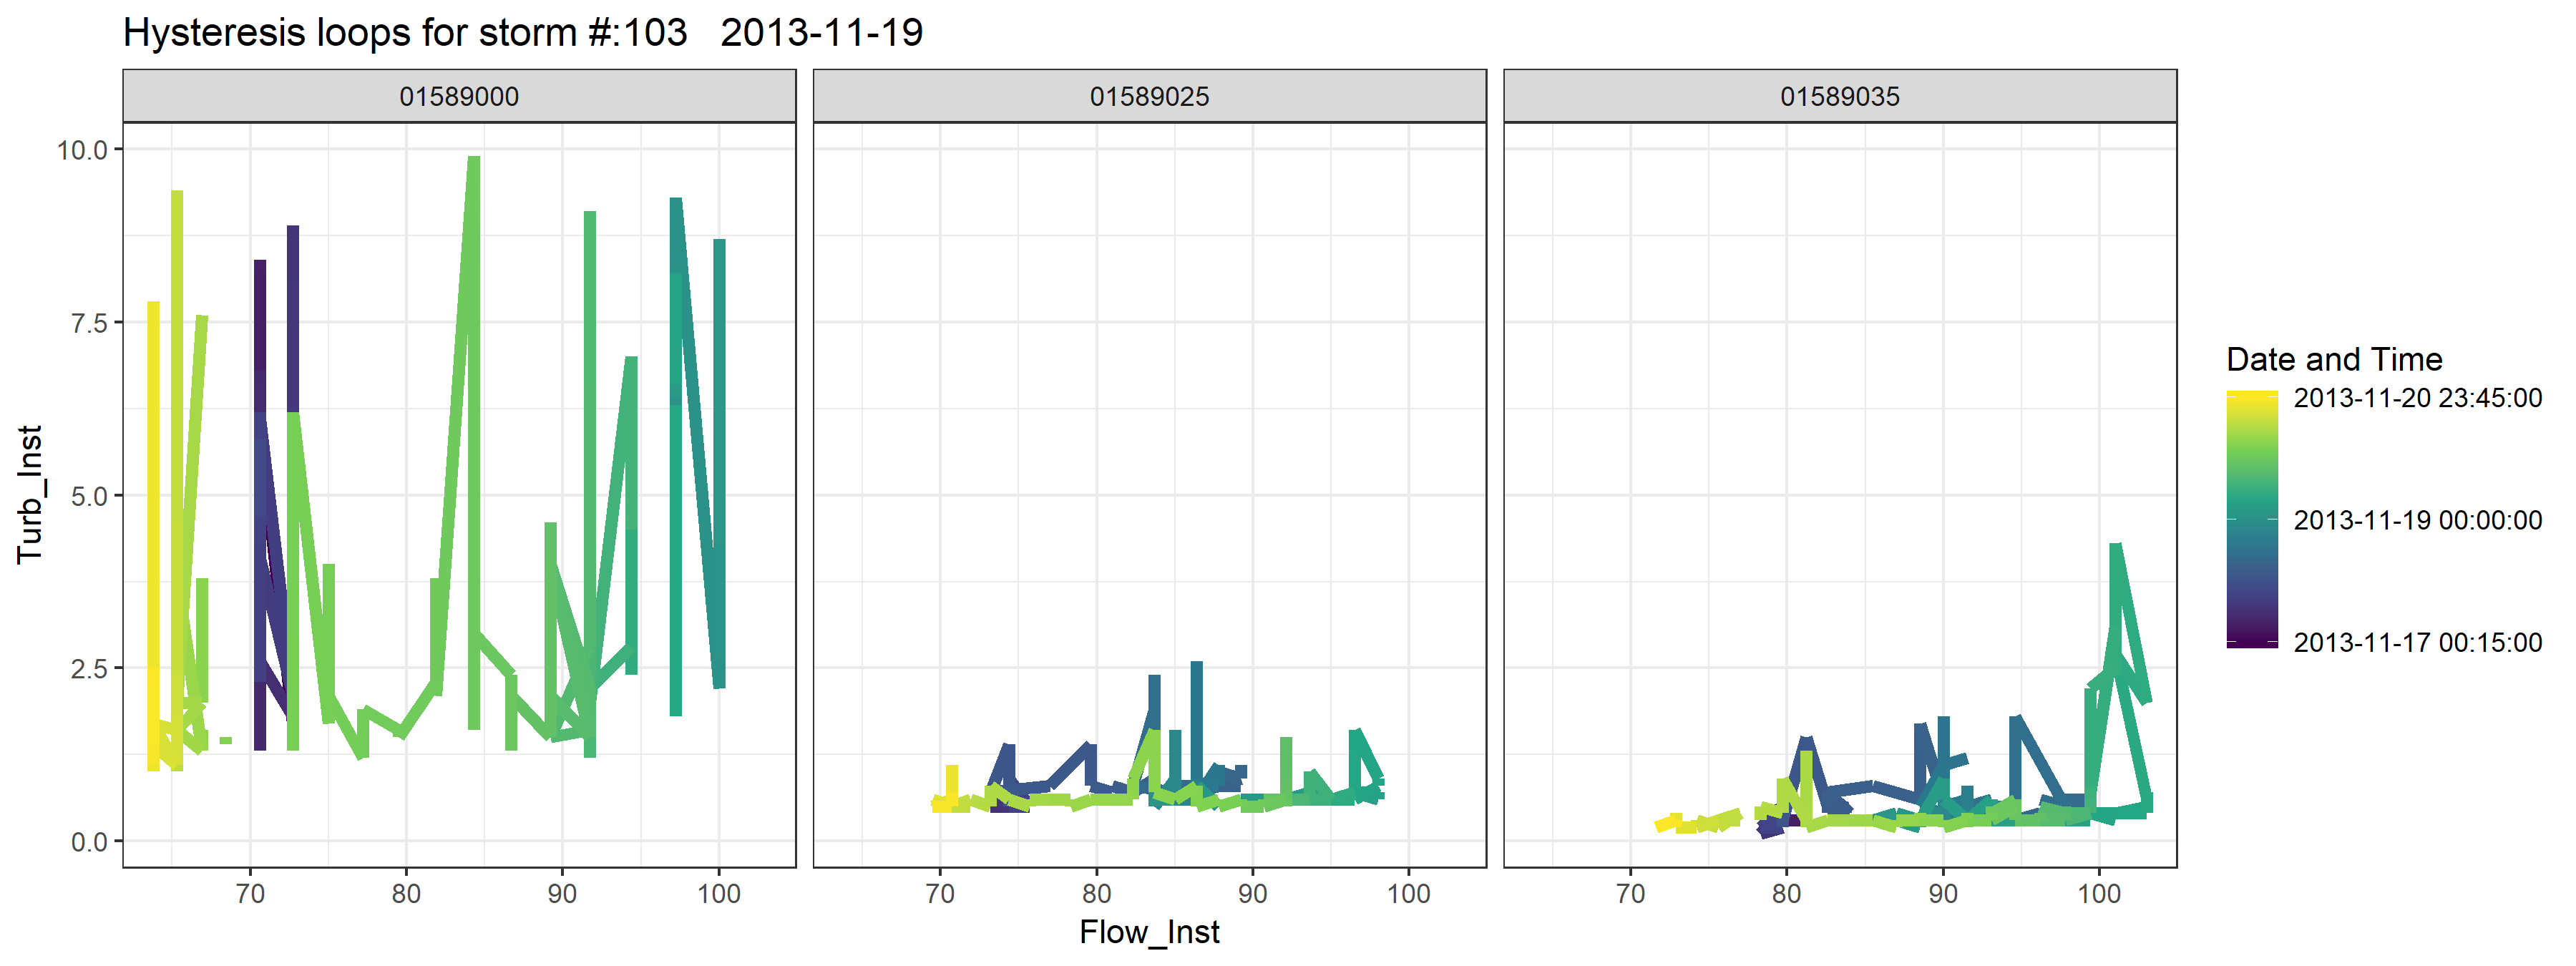 Hysteresis loops for storm #:103   2013-11-19
01589000
01589025
01589035
10.0
7.5
5.0
2.5
0.0
Turb_Inst
70 80 90 100
70 80 90 100
70 80 90 100
Flow_Inst
Date and Time
2013-11-20 23:45:00
2013-11-19 00:00:00
2013-11-17 00:15:00